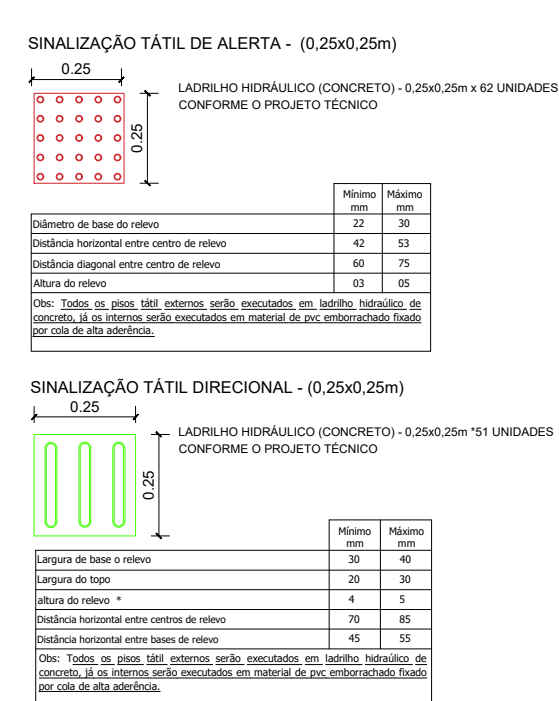 SINALIZAÇÃO TÁTIL DE ALERTA - (0,25x0,25m)
0.25
0.25
LADRILHO HIDRÁULICO (CONCRETO) - 0,25x0,25m x 62 UNIDADES
CONFORME O PROJETO TÉCNICO
Mínimo mm Máximo mm
Diâmetro de base do relevo 22 30
Distância horizontal entre centro de relevo 42 53
Distância diagonal entre centro de relevo 60 75
Altura do relevo 03 05
Obs: Todos os pisos tátil externos serão executados em ladrilho hidraúlico de
concreto, já os internos serão executados em material de pvc emborrachado fixado
por cola de alta aderência.
SINALIZAÇÃO TÁTIL DIRECIONAL - (0,25x0,25m)
0.25
0.25
LADRILHO HIDRÁULICO (CONCRETO) - 0,25x0,25m *51 UNIDADES
CONFORME O PROJETO TÉCNICO
Mínimo mm Máximo mm
Largura de base o relevo 30 40
Largura do topo 20 30
altura do relevo * 4 5
Distância horizontal entre centros de relevo 70 85
Distância horizontal entre bases de relevo 45 55
Obs: Todos os pisos tátil externos serão executados em ladrilho hidraúlico de
concreto, já os internos serão executados em material de pvc emborrachado fixado
por cola de alta aderência.